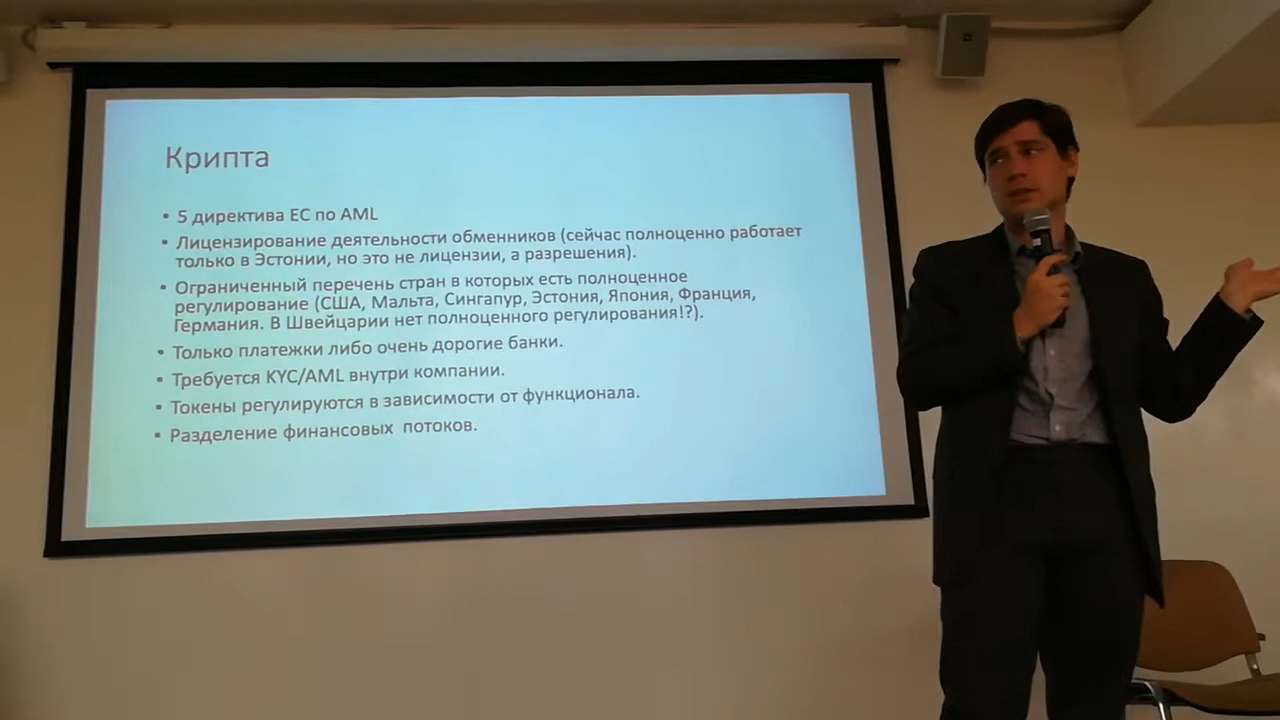 Крипта
• 5 директива ЕС по AML
• Лицензирование деятельности обменников (сейчас полноценно работает
только в Эстонии, но это не лицензии, а разрешения).
• Ограниченный перечень стран в которых есть полноценное
регулирование (США, Мальта, Сингапур, Эстония, Япония, Франция,
Германия. В Швейцарии нет полноценного регулирования!?).
• Только платежки либо очень дорогие банки.
• Требуется KYC/AML внутри компании.
• Токены регулируются в зависимости от функционала.
• Разделение финансовых потоков.